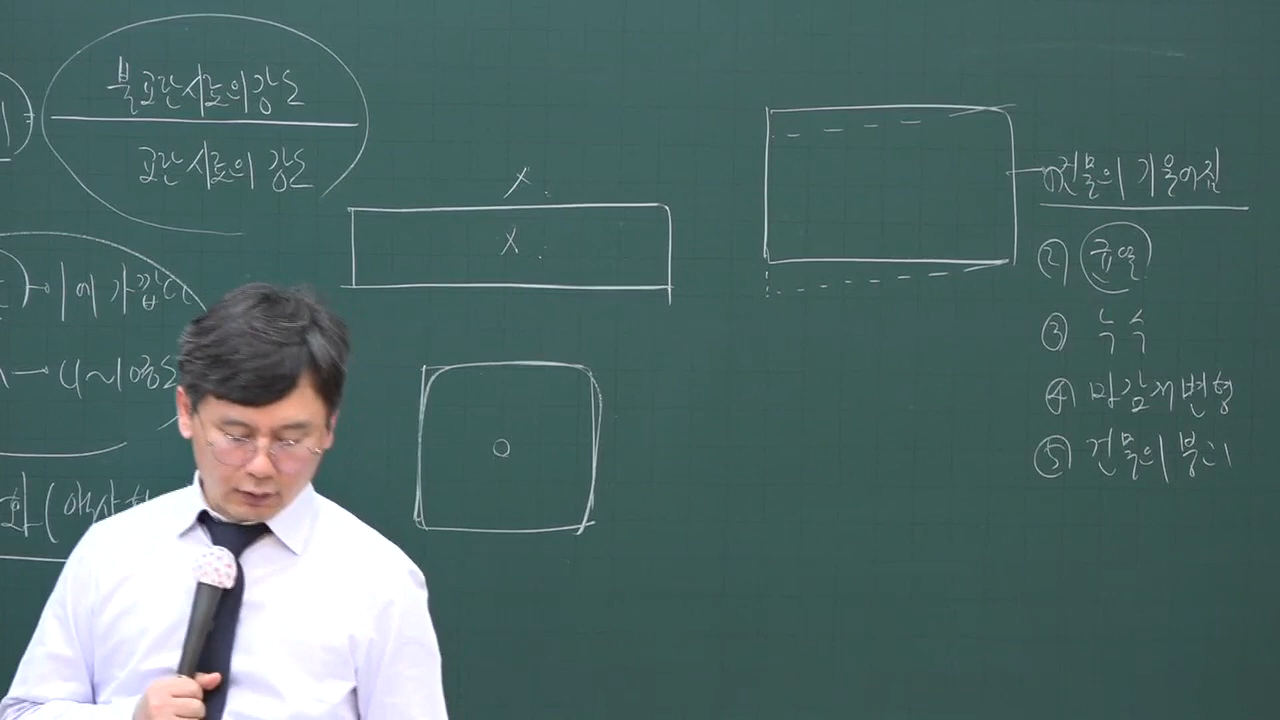 불교란시료의 강도
교란시료의 강도
→ 1에 가깝다
→ 4~10정도
X
X
① 건물의 기울어짐
② 균열
③ 누수
④ 마감재 변형
⑤ 건물의 붕괴